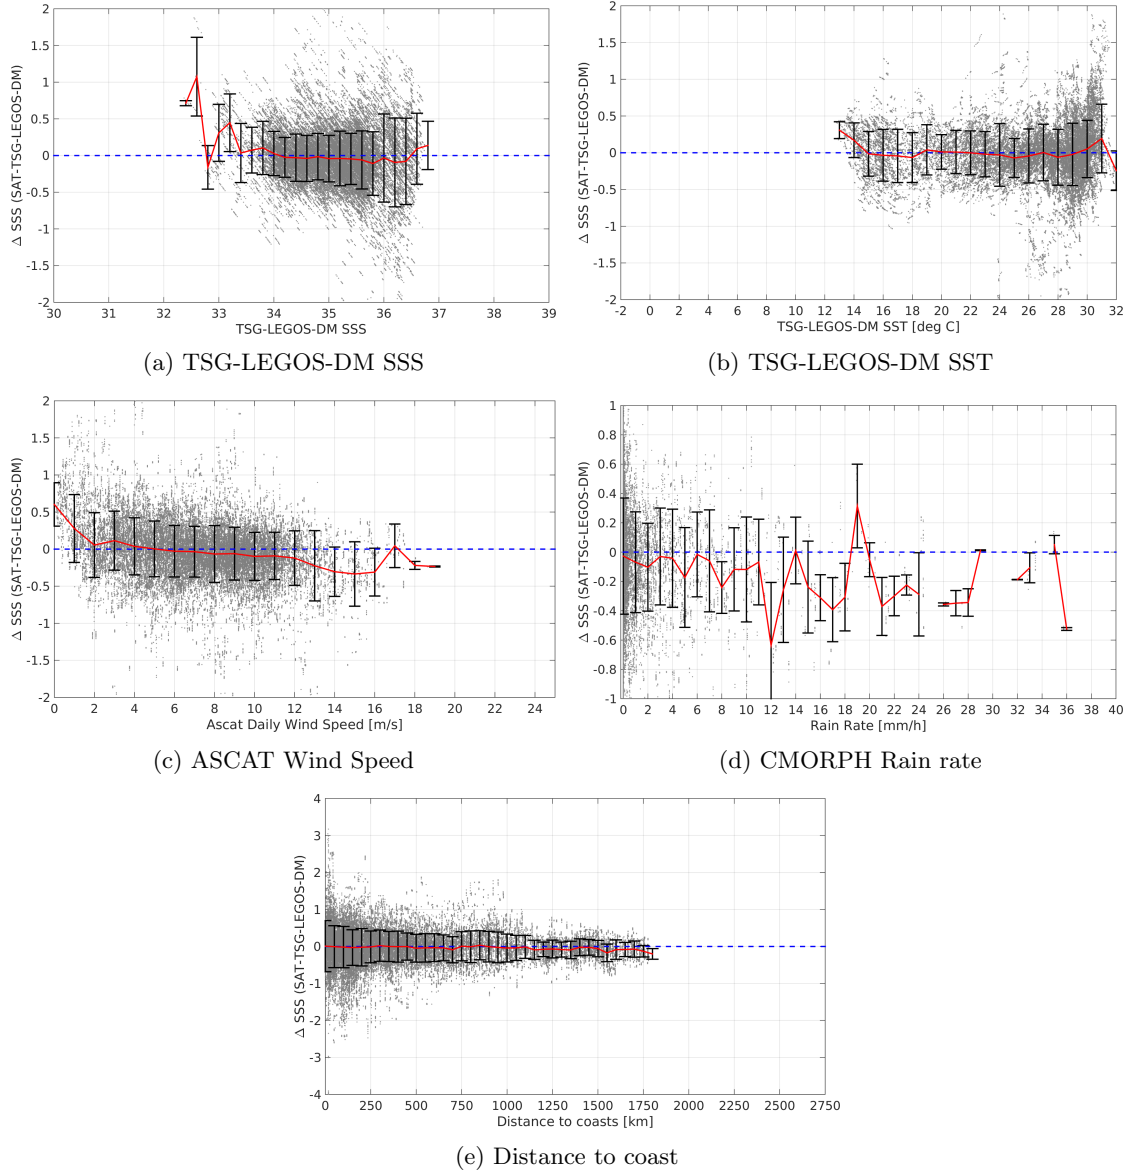 2
1.5
1
0.5
0
-0.5
-1
-1.5
-2
Δ SSS (SAT-TSG-LEGOS-DM)
30 31 32 33 34 35 36 37 38 39
TSG-LEGOS-DM SSS
(a) TSG-LEGOS-DM SSS
2
1.5
1
0.5
0
-0.5
-1
-1.5
-2
Δ SSS (SAT-TSG-LEGOS-DM)
-2 0 2 4 6 8 10 12 14 16 18 20 22 24 26 28 30 32
TSG-LEGOS-DM SST [deg C]
(b) TSG-LEGOS-DM SST
2
1.5
1
0.5
0
-0.5
-1
-1.5
-2
Δ SSS (SAT-TSG-LEGOS-DM)
0 2 4 6 8 10 12 14 16 18 20 22 24
Ascat Daily Wind Speed [m/s]
(c) ASCAT Wind Speed
1
0.8
0.6
0.4
0.2
0
-0.2
-0.4
-0.6
-0.8
-1
Δ SSS (SAT-TSG-LEGOS-DM)
0 2 4 6 8 10 12 14 16 18 20 22 24 26 28 30 32 34 36 38 40
Rain Rate [mm/h]
(d) CMORPH Rain rate
4
3
2
1
0
-1
-2
-3
-4
Δ SSS (SAT-TSG-LEGOS-DM)
0 250 500 750 1000 1250 1500 1750 2000 2250 2500 2750
Distance to coasts [km]
(e) Distance to coast